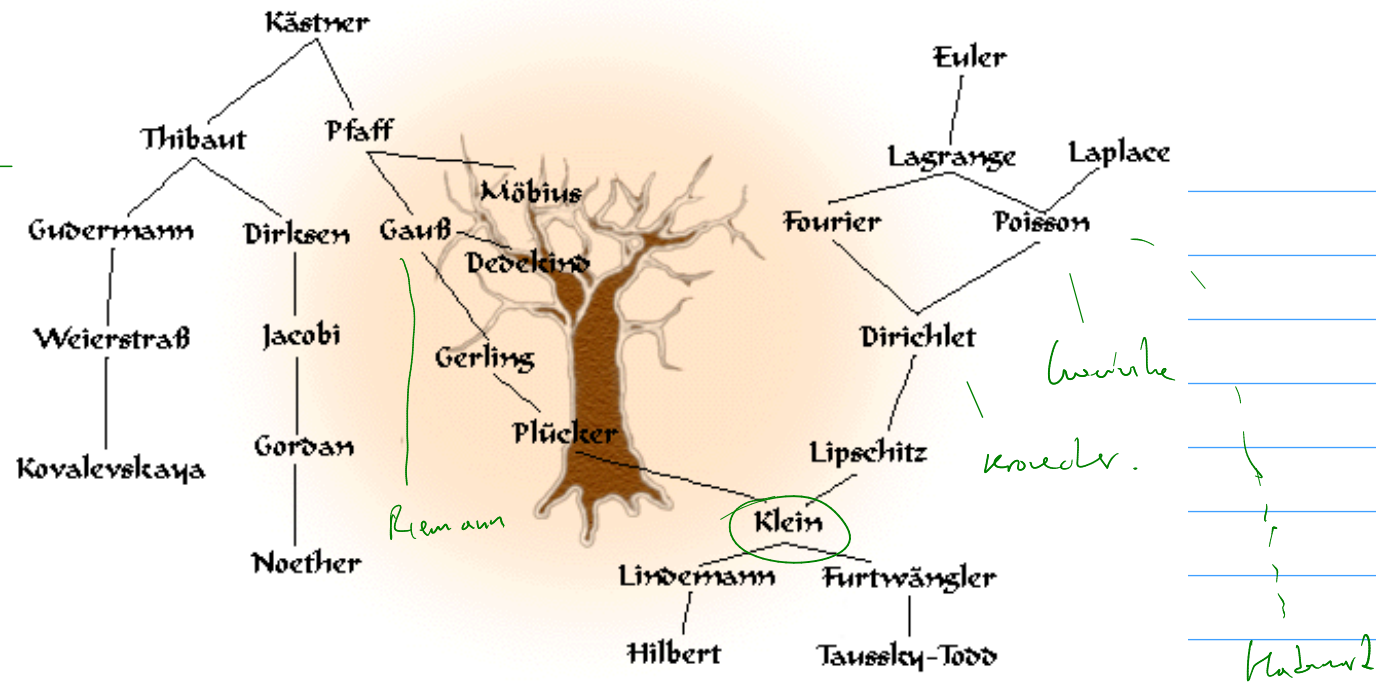 Kästner
Euler
Thibaut
Pfaff
Lagrange
Laplace
Möbius
Gudermann
Dirksen
Gauß
Fourier
Poisson
Dedekind
Weierstraß
Jacobi
Dirichlet
Gerling
Plücker
Gordan
Lipschitz
Kovalevskaya
Riemann
Klein
Noether
Lindemann
Furtwängler
Hilbert
Taussky-Todd